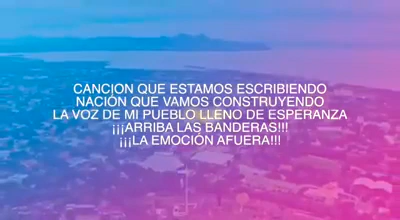 CANCION QUE ESTAMOS ESCRIBIENDO
NACIÓN QUE VAMOS CONSTRUYENDO
LA VOZ DE MI PUEBLO LLENO DE ESPERANZA
¡¡¡ARRIBA LAS BANDERAS!!!
¡¡¡LA EMOCIÓN AFUERA!!!